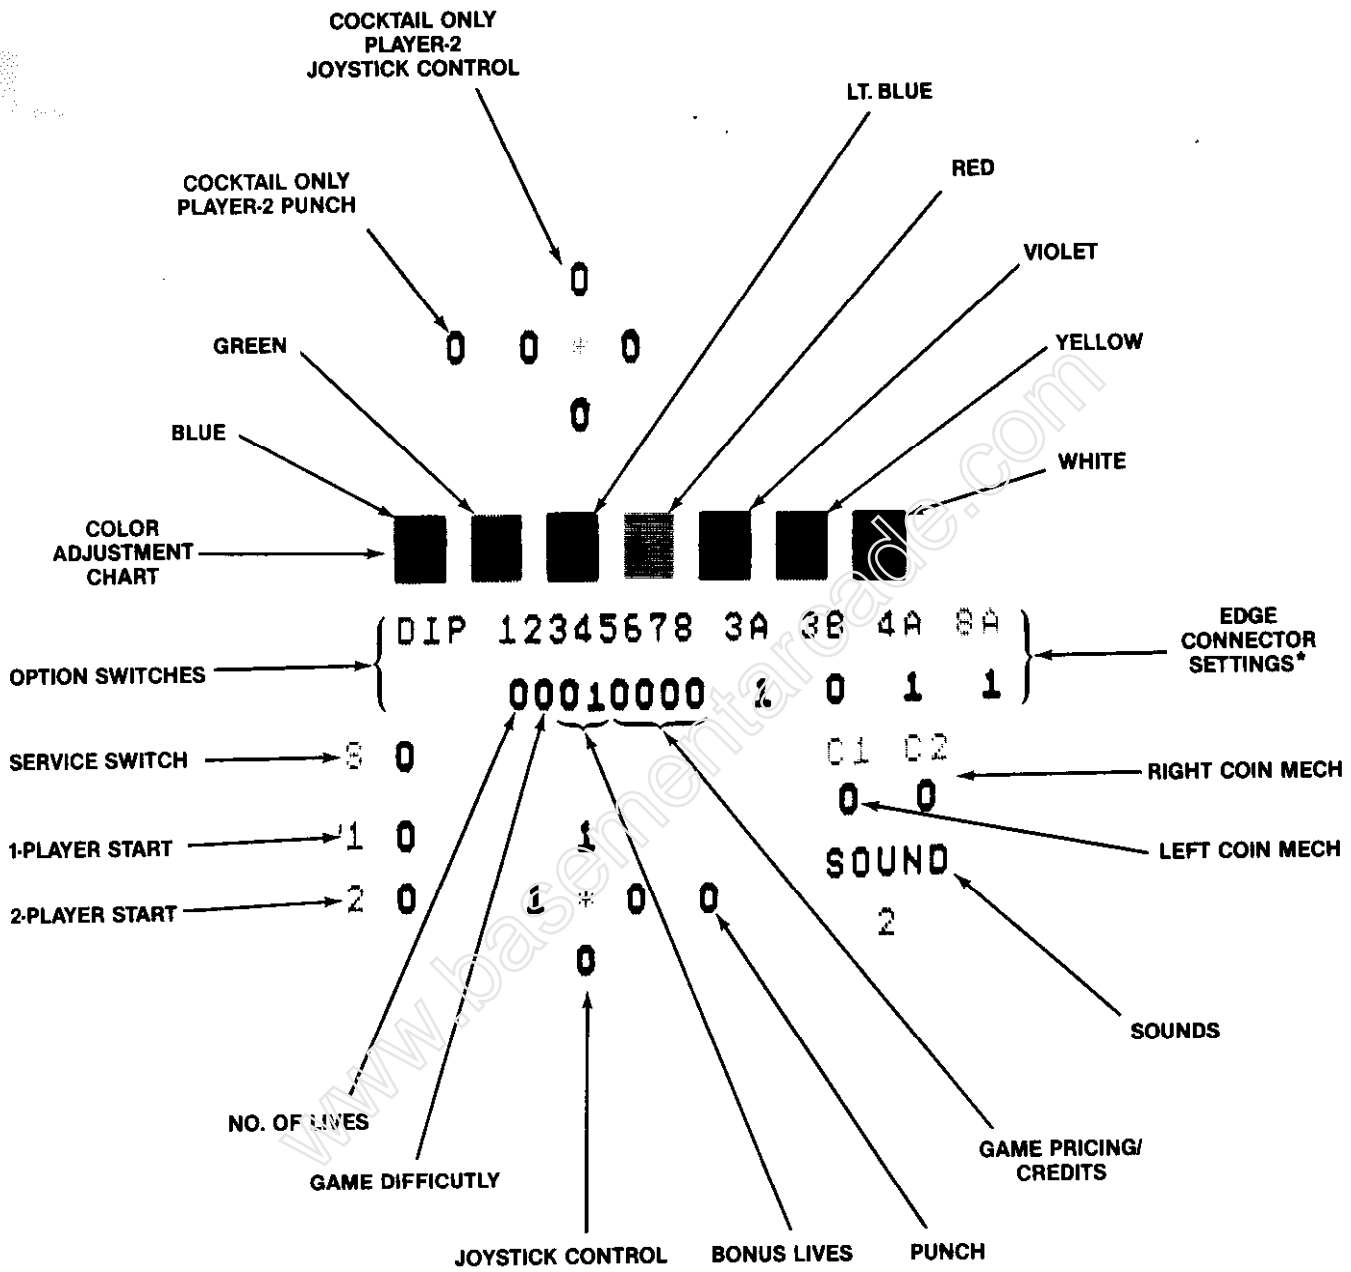 COCKTAIL ONLY
PLAYER-2
JOYSTICK CONTROL
LT. BLUE
RED
COCKTAIL ONLY
PLAYER-2 PUNCH
VIOLET
0
GREEN
0 0 * 0
YELLOW
0
BLUE
WHITE
COLOR
ADJUSTMENT
CHART
DIP 12345678 3A 3B 4A 8A
EDGE
CONNECTOR
SETTINGS*
OPTION SWITCHES
00010000 1 0 1 1
SERVICE SWITCH
S 0
C1 C2
RIGHT COIN MECH
0 0
1-PLAYER START
1 0 1
LEFT COIN MECH
SOUND
2-PLAYER START
2 0 1 * 0 0
2
0
SOUNDS
NO. OF LIVES
GAME DIFFICUTLY
GAME PRICING/
CREDITS
JOYSTICK CONTROL
BONUS LIVES
PUNCH
www.basementarcade.com